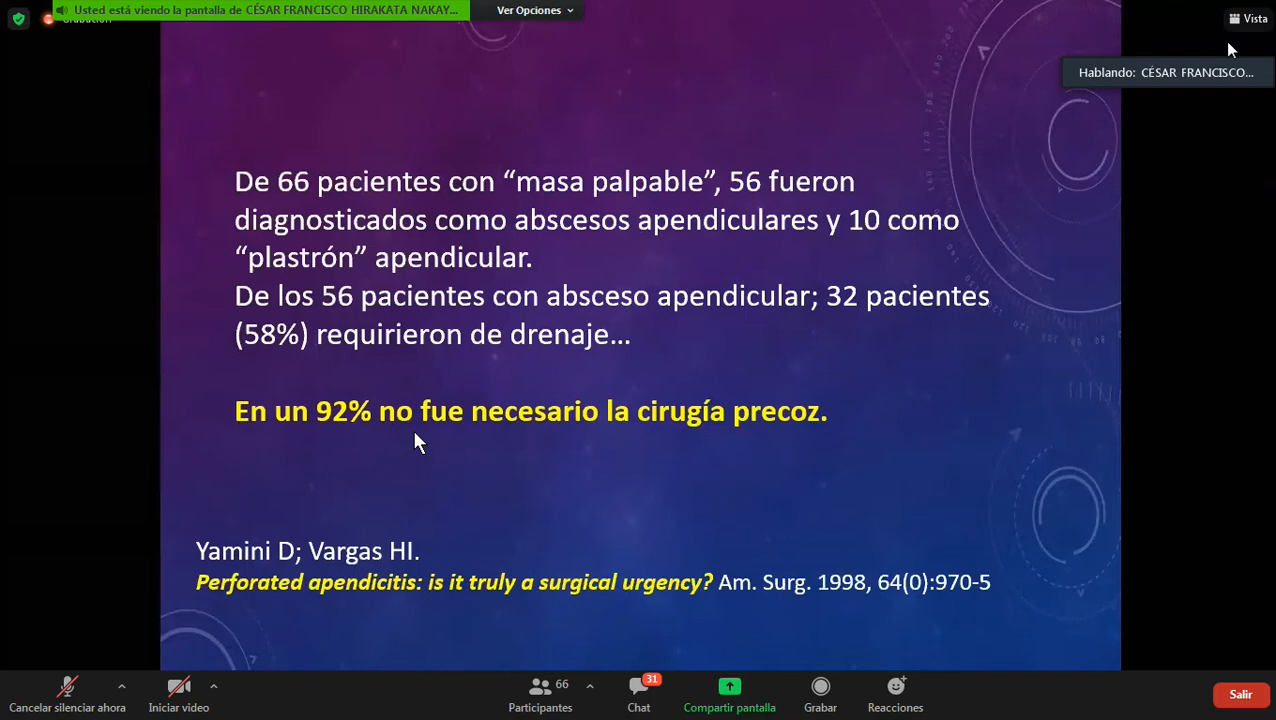 Usted está viendo la pantalla de CÉSAR FRANCISCO HIRAKATA NAKAY...
Ver Opciones
Grabación
Vista
Hablando: CÉSAR FRANCISCO...
De 66 pacientes con “masa palpable”, 56 fueron
diagnosticados como abscesos apendiculares y 10 como
“plastrón” apendicular.
De los 56 pacientes con absceso apendicular; 32 pacientes
(58%) requirieron de drenaje...
En un 92% no fue necesario la cirugía precoz.
Yamini D; Vargas HI.
Perforated apendicitis: is it truly a surgical urgency? Am. Surg. 1998, 64(0):970-5
Cancelar silenciar ahora
Iniciar video
66
Participantes
31
Chat
Compartir pantalla
Grabar
Reacciones
Salir